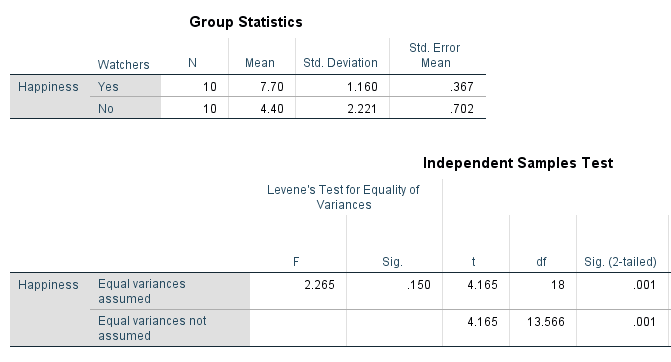 Group Statistics
Watchers N Mean Std. Deviation Std. Error Mean
Happiness Yes 10 7.70 1.160 .367
No 10 4.40 2.221 .702
Independent Samples Test
Levene's Test for Equality of
Variances
F Sig. t df Sig. (2-tailed)
Happiness Equal variances assumed 2.265 .150 4.165 18 .001
Equal variances not assumed 4.165 13.566 .001